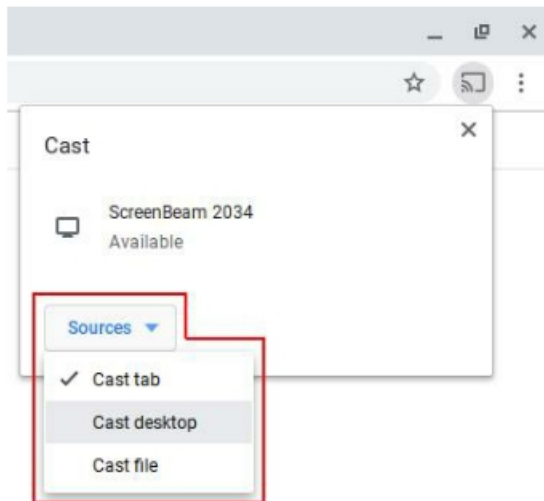 Cast
ScreenBeam 2034
Available
Sources
Cast tab
Cast desktop
Cast file